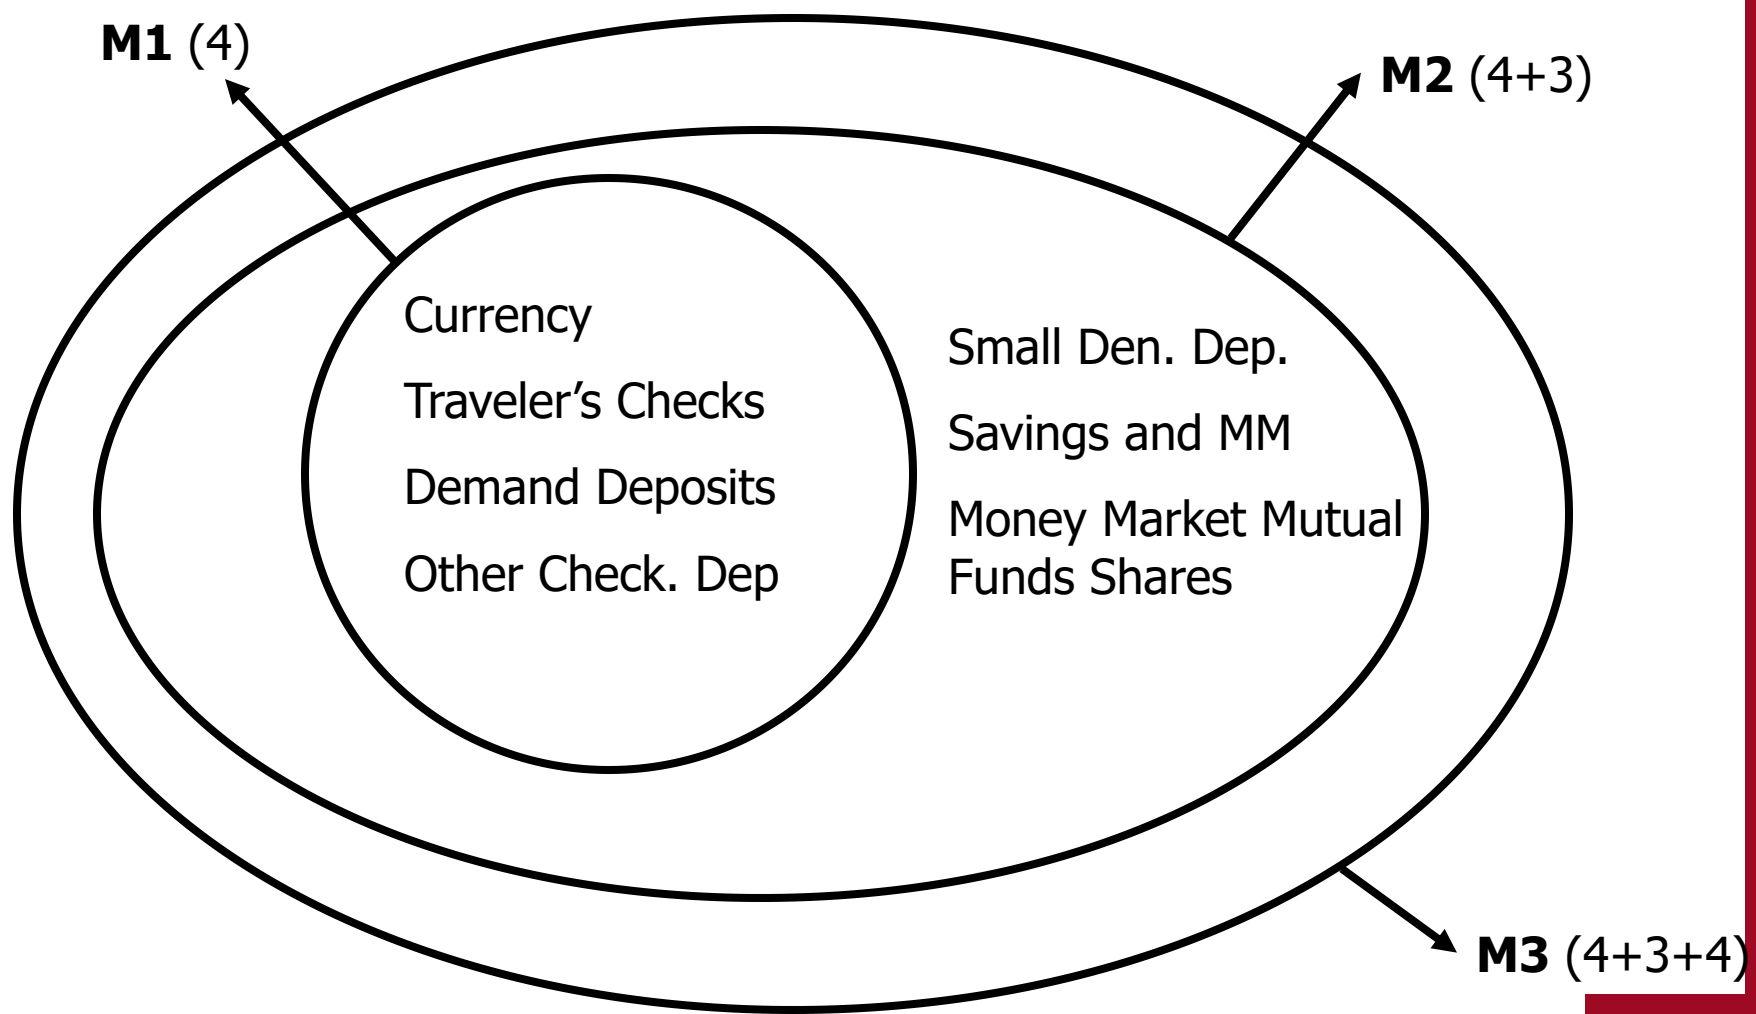 M1 (4)
M2 (4+3)
Currency
Traveler’s Checks
Demand Deposits
Other Check. Dep
Small Den. Dep.
Savings and MM
Money Market Mutual
Funds Shares
M3 (4+3+4)